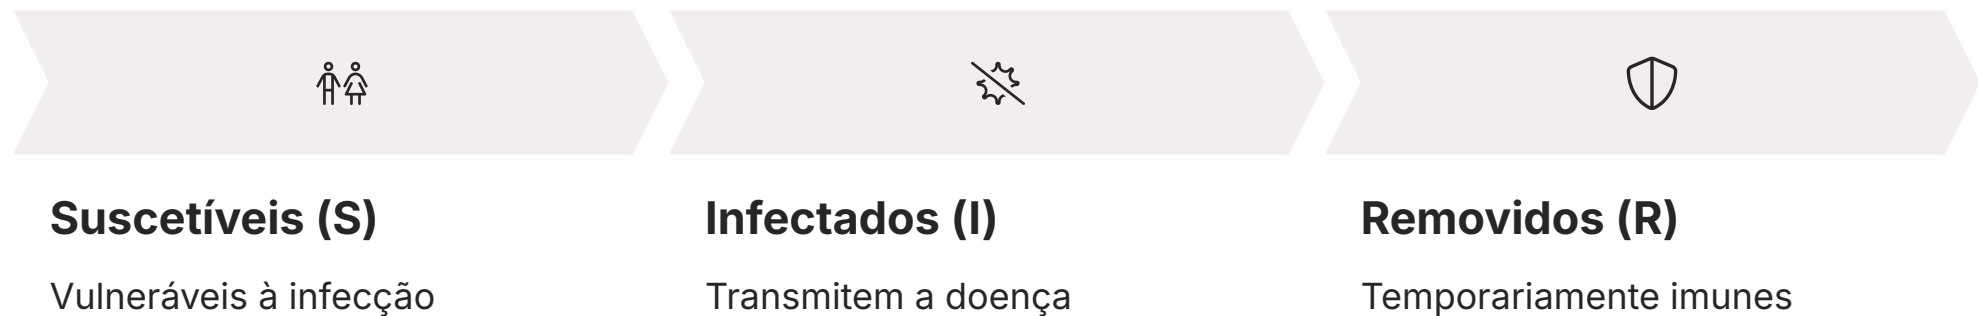 Suscetíveis (S)
Vulneráveis à infecção
Infectados (I)
Transmitem a doença
Removidos (R)
Temporariamente imunes